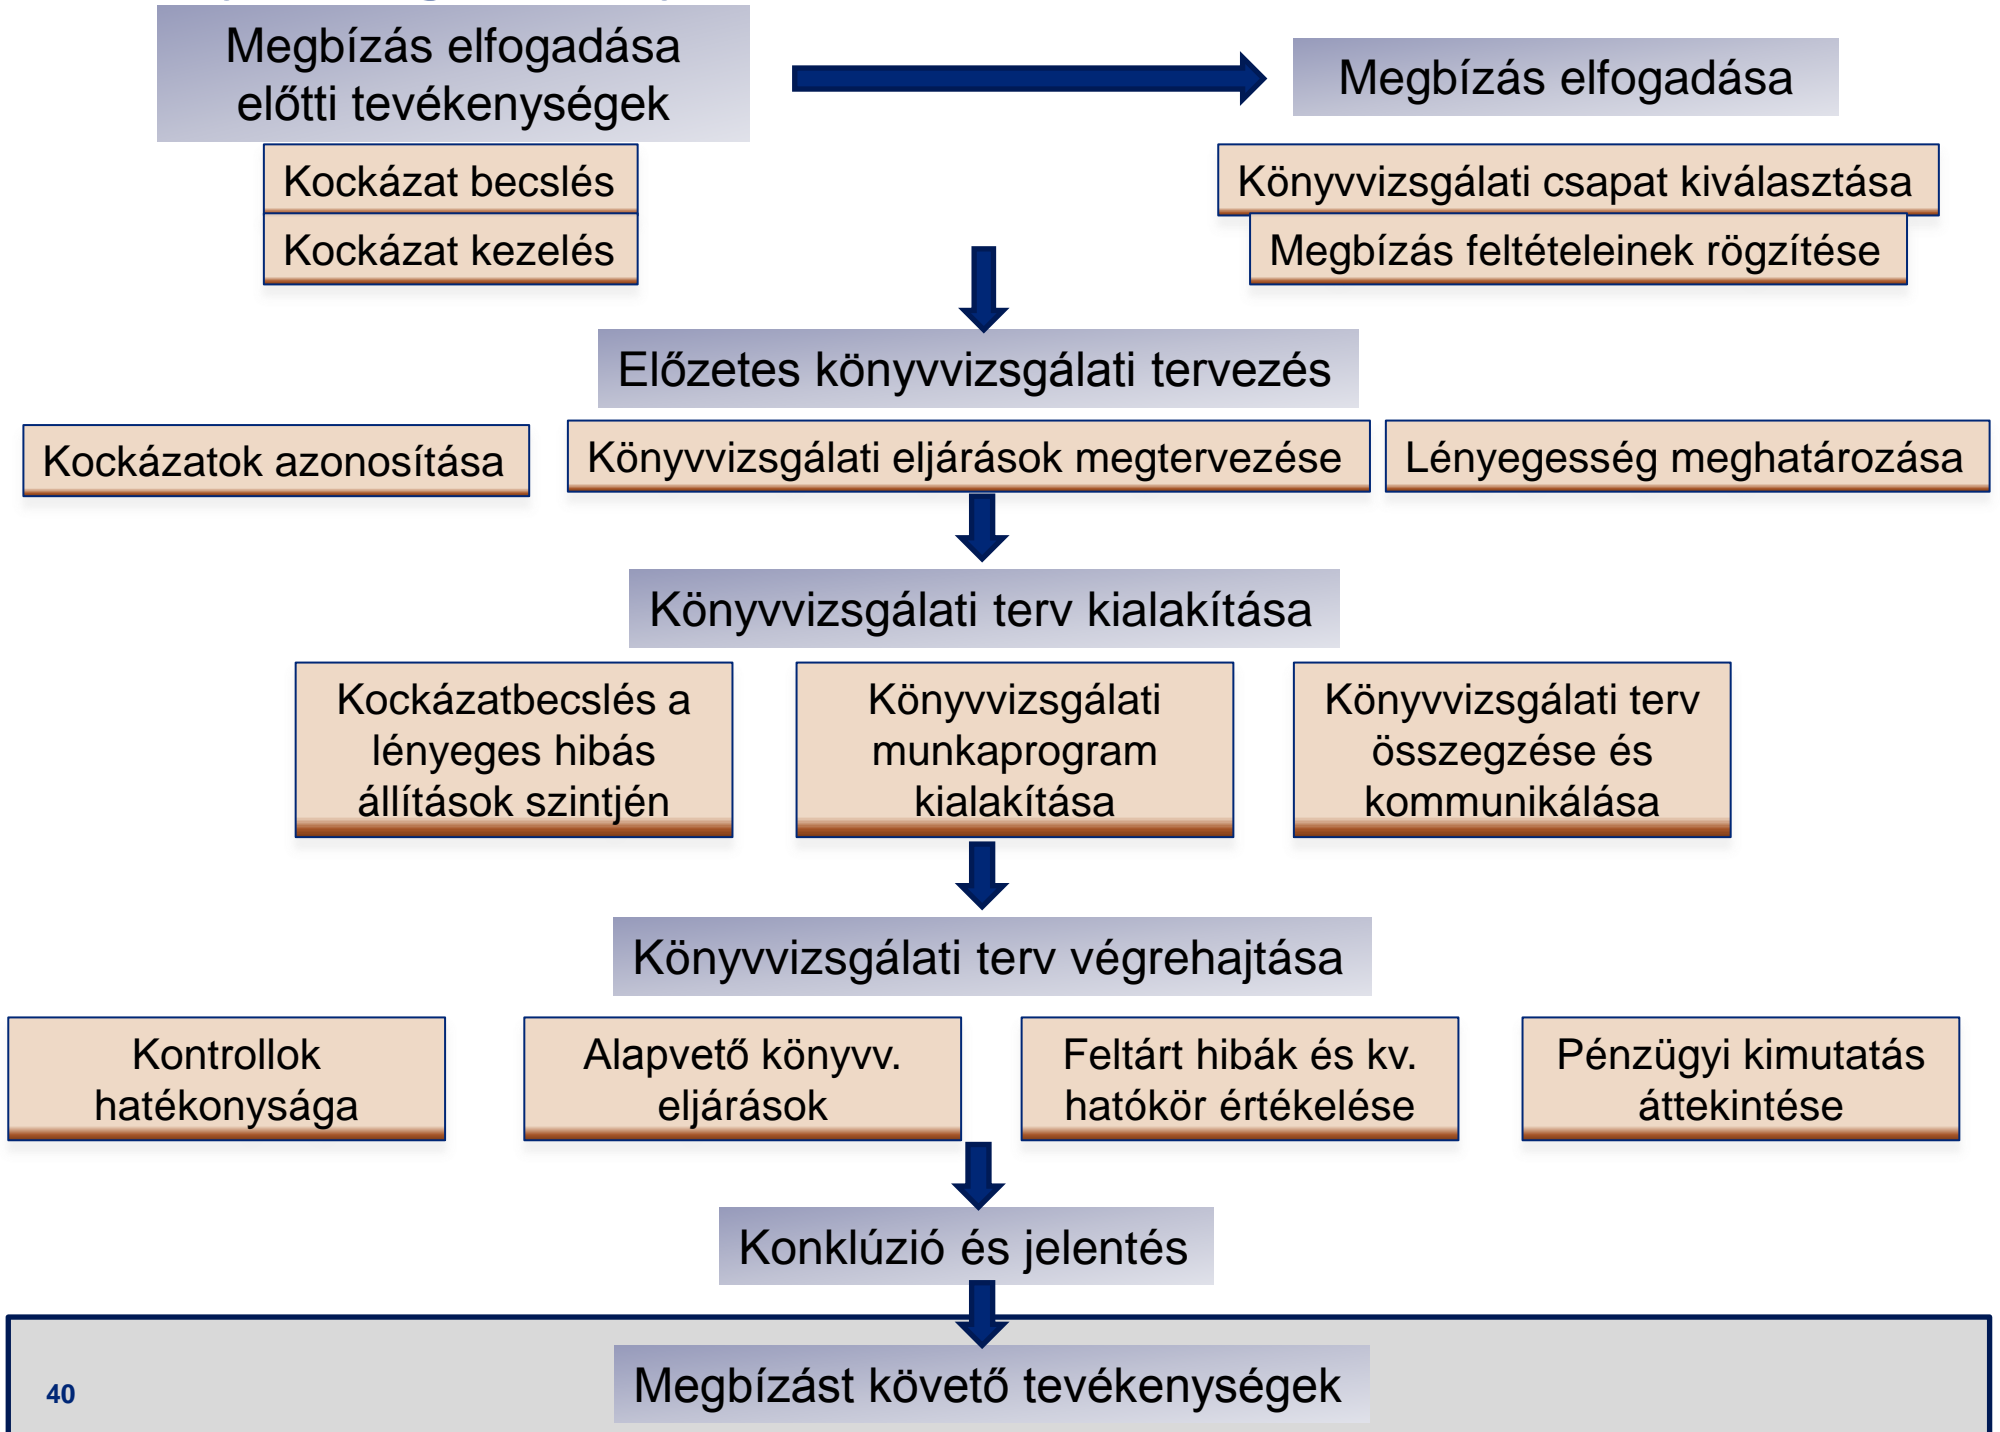 Megbízás elfogadása
előtti tevékenységek
Megbízás elfogadása
Kockázat becslés
Kockázat kezelés
Könyvvizsgálati csapat kiválasztása
Megbízás feltételeinek rögzítése
Előzetes könyvvizsgálati tervezés
Kockázatok azonosítása
Könyvvizsgálati eljárások megtervezése
Lényegesség meghatározása
Könyvvizsgálati terv kialakítása
Kockázatbecslés a
lényeges hibás
állítások szintjén
Könyvvizsgálati
munkaprogram
kialakítása
Könyvvizsgálati terv
összegzése és
kommunikálása
Könyvvizsgálati terv végrehajtása
Kontrollok
hatékonysága
Alapvető könyvv.
eljárások
Feltárt hibák és kv.
hatókör értékelése
Pénzügyi kimutatás
áttekintése
Konklúzió és jelentés
Megbízást követő tevékenységek
40